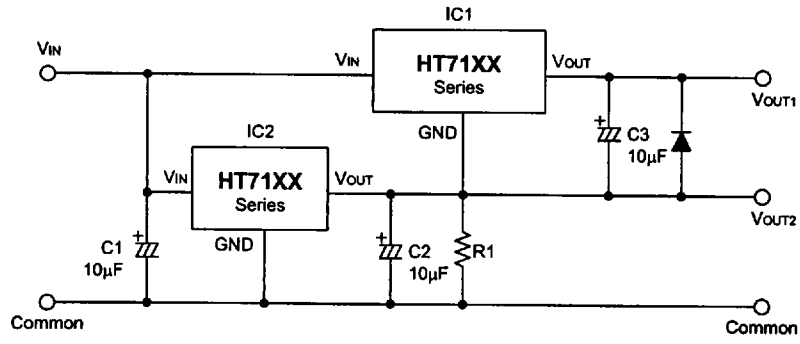 IC1
VIN
VIN
HT71XX
Series
VOUT
VOUT1
GND
C3
10μF
IC2
VIN
HT71XX
Series
VOUT
VOUT2
GND
C1
10μF
C2
10μF
R1
Common
Common